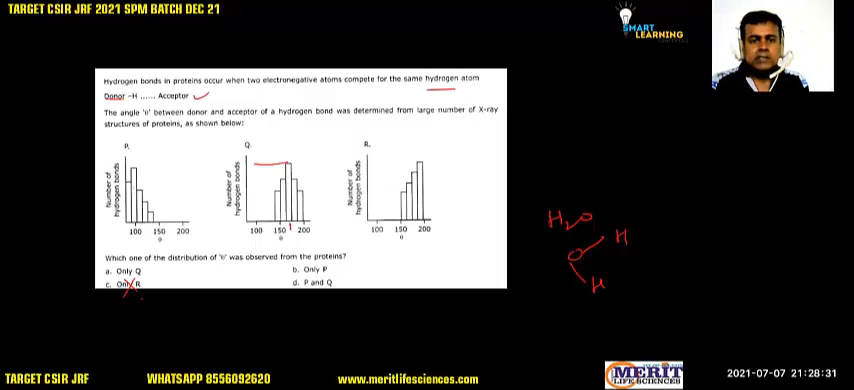 TARGET CSIR JRF 2021 SPM BATCH DEC 21
SMART
LEARNING
Hydrogen bonds in proteins occur when two electronegative atoms compete for the same hydrogen atom
Donor –H ...... Acceptor
The angle 'θ' between donor and acceptor of a hydrogen bond was determined from large number of X-ray
structures of proteins, as shown below:
P. Q. R.
Number of
hydrogen bonds
Number of
hydrogen bonds
Number of
hydrogen bonds
100 150 200
100 150 200
100 150 200
θ θ θ
H2O
O H
H
Which one of the distribution of 'θ' was observed from the proteins?
a. Only Q b. Only P
c. Only R d. P and Q
TARGET CSIR JRF WHATSAPP 8556092620 www.meritlifesciences.com
MERIT
LIFE SCIENCES
2021-07-07 21:28:31